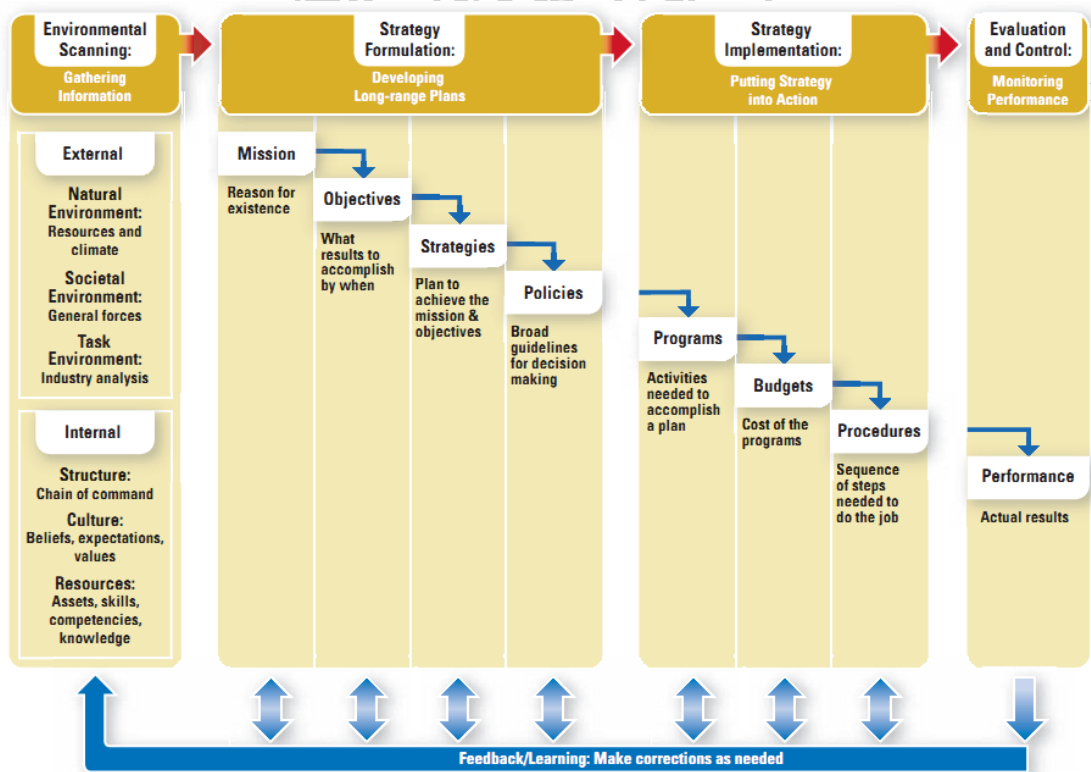 Environmental
Scanning:
Gathering
Information
Strategy
Formulation:
Developing
Long-range Plans
Strategy
Implementation:
Putting Strategy
into Action
Evaluation
and Control:
Monitoring
Performance
External
Natural
Environment:
Resources and
climate
Societal
Environment:
General forces
Task
Environment:
Industry analysis
Internal
Structure:
Chain of command
Culture:
Beliefs, expectations,
values
Resources:
Assets, skills,
competencies,
knowledge
Mission
Reason for
existence
Objectives
What
results to
accomplish
by when
Strategies
Plan to
achieve the
mission &
objectives
Policies
Broad
guidelines
for decision
making
Programs
Activities
needed to
accomplish
a plan
Budgets
Cost of the
programs
Procedures
Sequence
of steps
needed to
do the job
Performance
Actual results
Feedback/Learning: Make corrections as needed